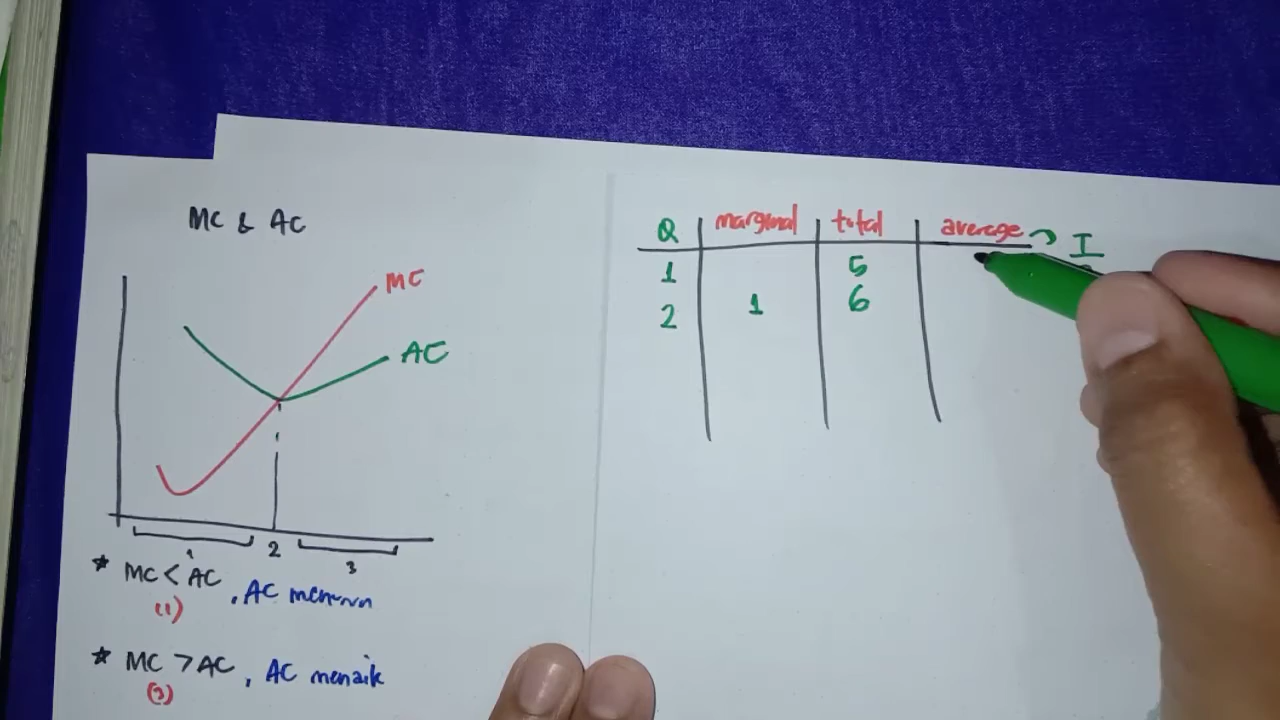 MC & AC
MC
AC
1 2 3
* MC < AC , AC menurun
(1)
* MC > AC , AC menaik
(3)
Q marginal total average → I
1 5
2 1 6